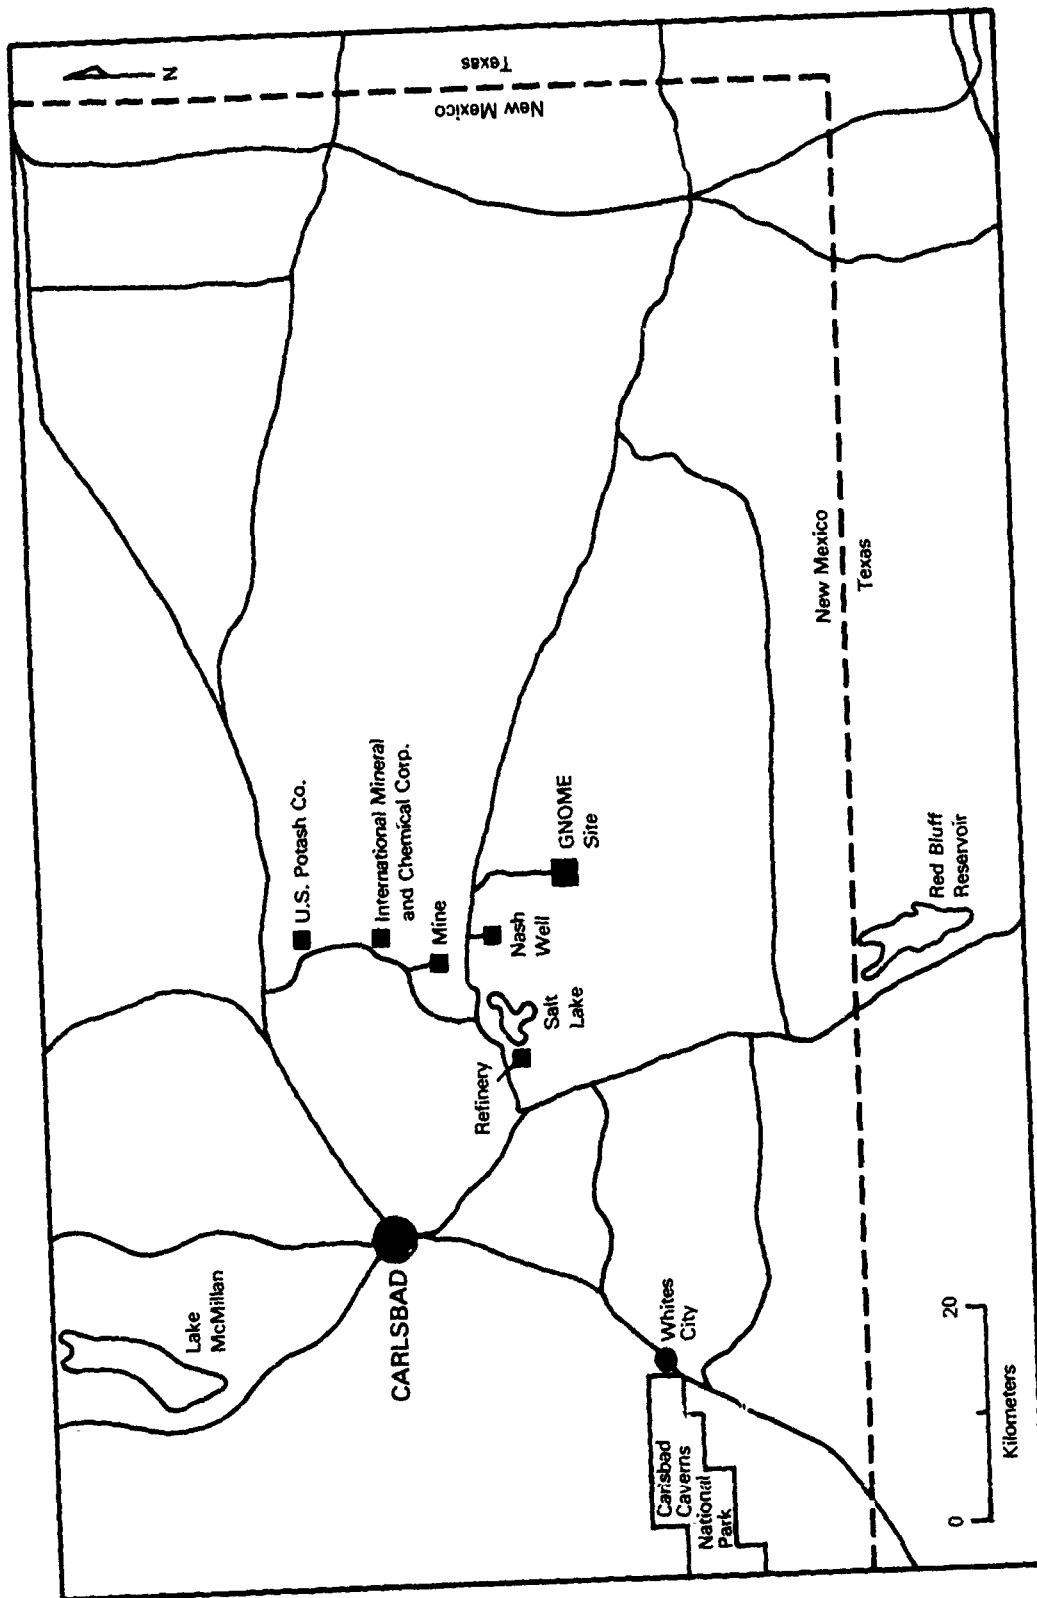 N
Texas
New Mexico
U.S. Potash Co.
International Mineral
and Chemical Corp.
Mine
GNOME
Site
Nash
Well
Salt
Lake
Refinery
Lake
McMillan
CARLSBAD
Whites
City
Carlsbad
Caverns
National
Park
New Mexico
Texas
Red Bluff
Reservoir
0
20
Kilometers